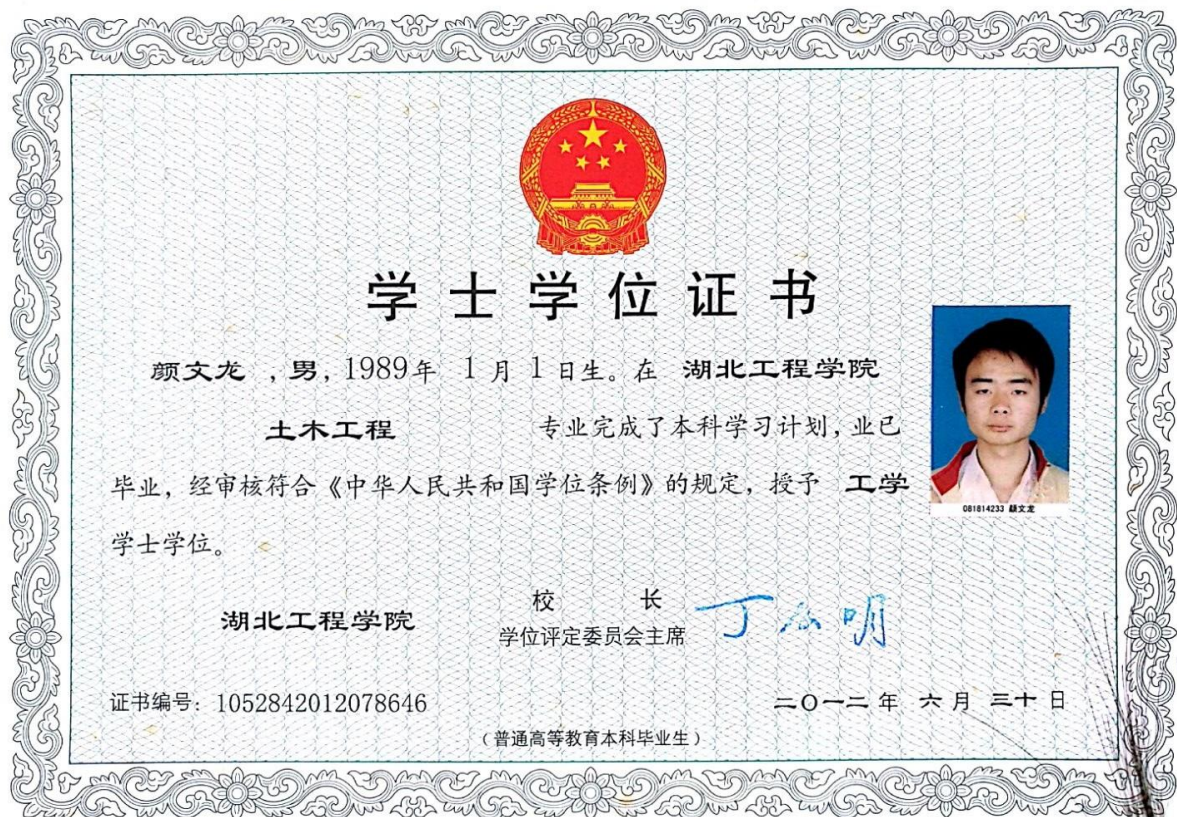 学士学位证书
颜文龙 ，男，1989年 1月1日生。在 湖北工程学院
土木工程 专业完成了本科学习计划，业已
毕业，经审核符合《中华人民共和国学位条例》的规定，授予 工学
学士学位。
081814233 颜文龙
校 长
湖北工程学院
学位评定委员会主席
证书编号：1052842012078646
二〇一二年 六月 三十日
（普通高等教育本科毕业生）